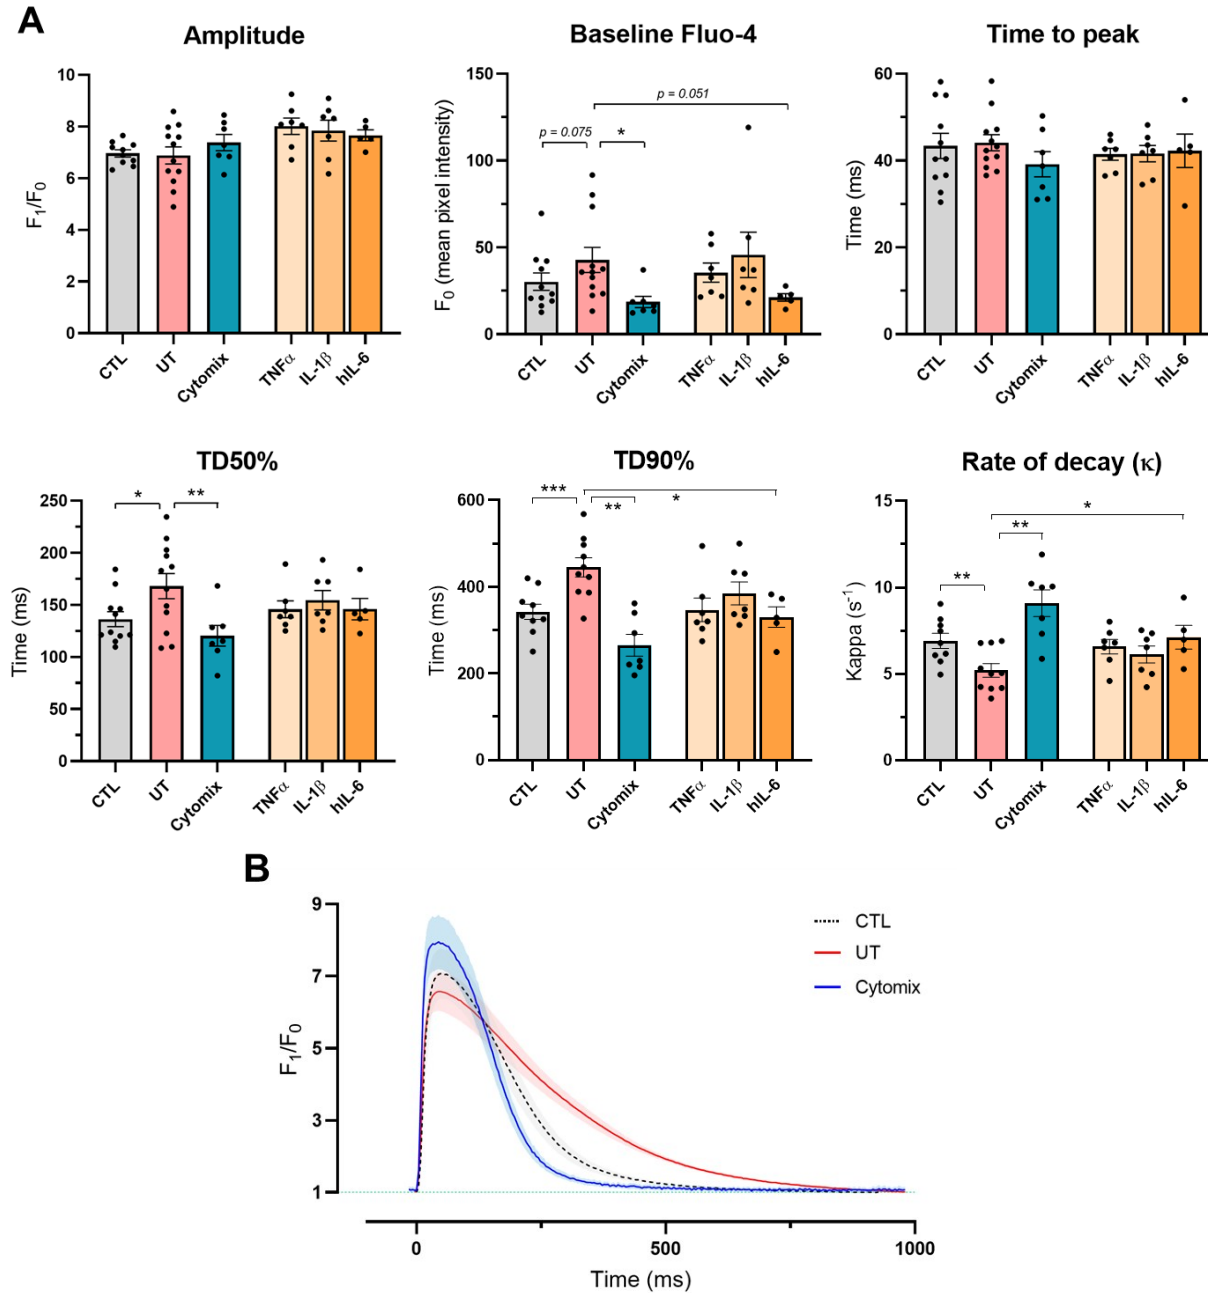 A
Amplitude
F1/F0
10
8
6
4
2
0
CTL
UT
Cytomix
TNFα
IL-1β
hIL-6
Baseline Fluo-4
F0 (mean pixel intensity)
150
100
50
0
p = 0.051
p = 0.075
*
CTL
UT
Cytomix
TNFα
IL-1β
hIL-6
Time to peak
Time (ms)
60
40
20
0
CTL
UT
Cytomix
TNFα
IL-1β
hIL-6
TD50%
Time (ms)
250
200
150
100
50
0
*
**
CTL
UT
Cytomix
TNFα
IL-1β
hIL-6
TD90%
Time (ms)
600
400
200
0
***
**
*
CTL
UT
Cytomix
TNFα
IL-1β
hIL-6
Rate of decay (κ)
Kappa (s-1)
15
10
5
0
*
**
**
CTL
UT
Cytomix
TNFα
IL-1β
hIL-6
B
F1/F0
9
7
5
3
1
CTL
UT
Cytomix
0
500
1000
Time (ms)